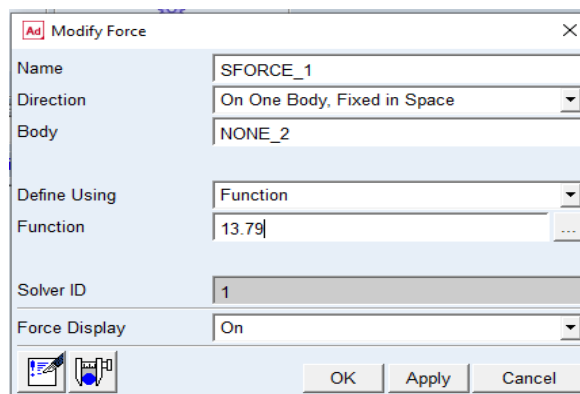 Ad Modify Force
Name SFORCE_1
Direction On One Body, Fixed in Space
Body NONE_2
Define Using Function
Function 13.79 ...
Solver ID 1
Force Display On
OK Apply Cancel